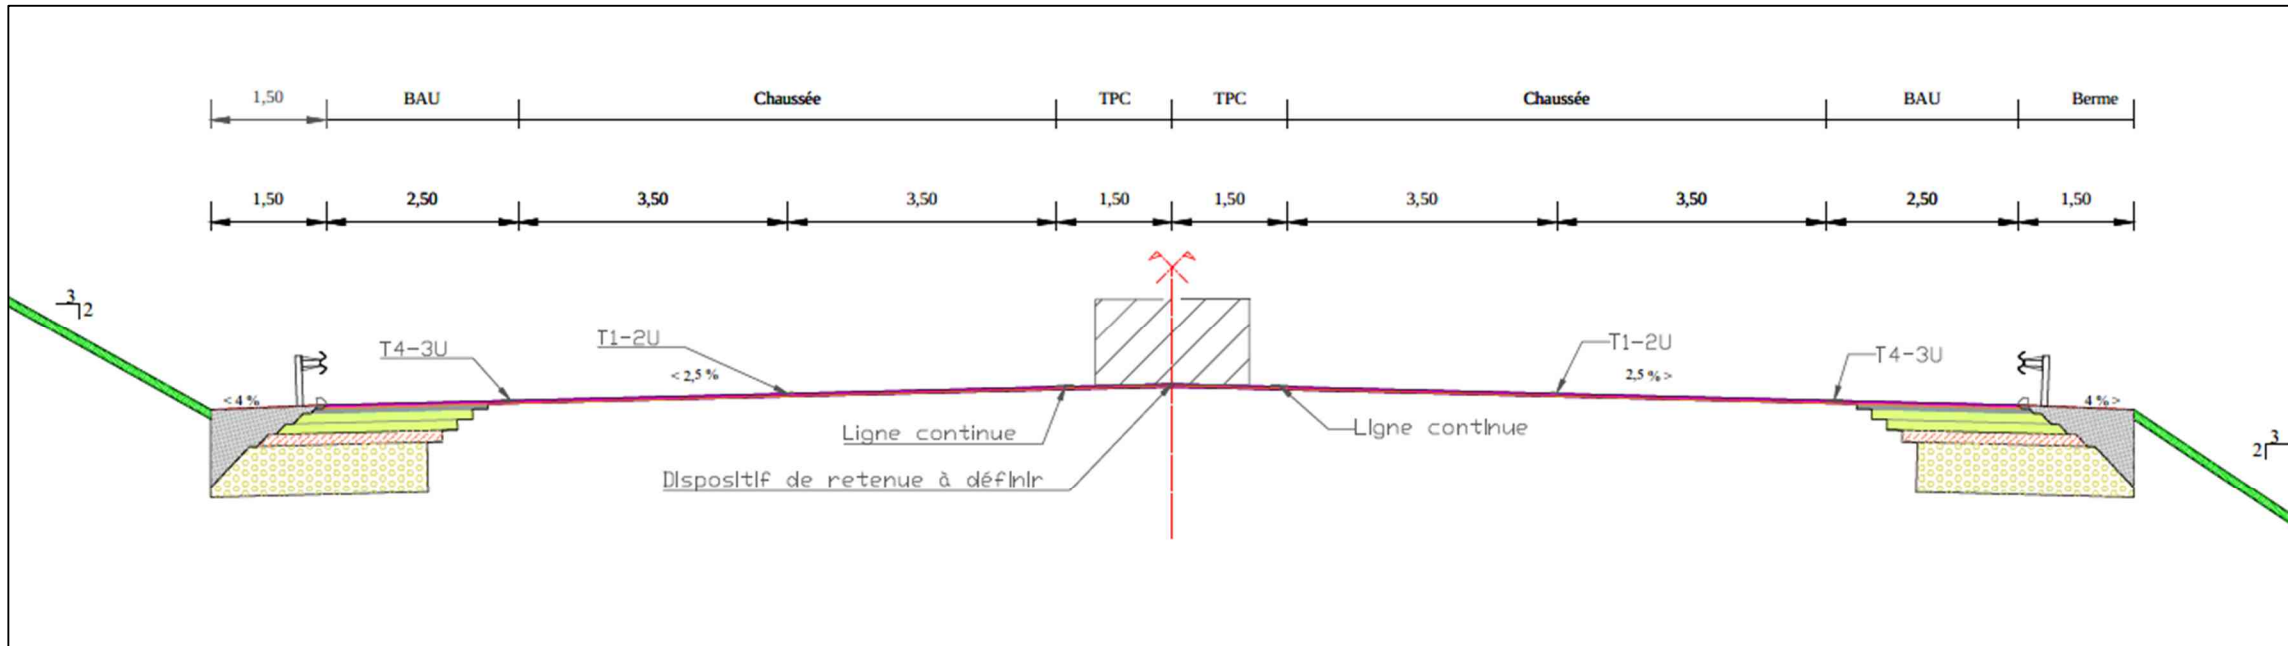 1,50 BAU Chaussée TPC TPC Chaussée BAU Berme
1,50 2,50 3,50 3,50 1,50 1,50 3,50 3,50 2,50 1,50
3
2
T4-3U
T1-2U
< 2,5 %
< 4 %
T1-2U
T4-3U
2,5 % >
4 % >
Ligne continue
Ligne continue
Dispositif de retenue à définir
3
2